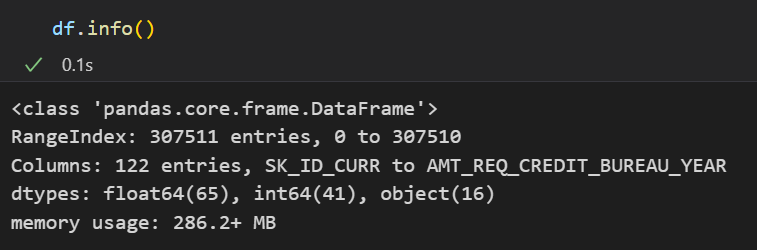 df.info()
0.1s
<class 'pandas.core.frame.DataFrame'>
RangeIndex: 307511 entries, 0 to 307510
Columns: 122 entries, SK_ID_CURR to AMT_REQ_CREDIT_BUREAU_YEAR
dtypes: float64(65), int64(41), object(16)
memory usage: 286.2+ MB